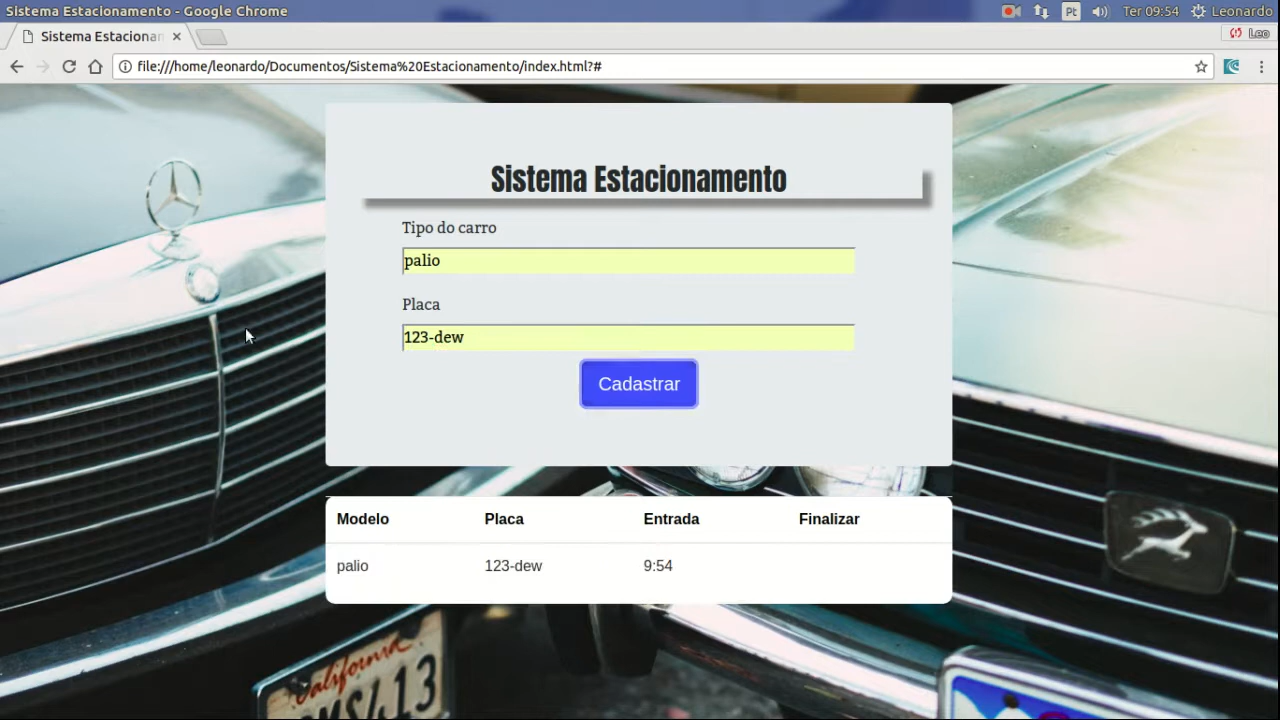 Sistema Estacionamento - Google Chrome
Pt
Ter 09:54
Leonardo
Sistema Estacionam
Leo
file:///home/leonardo/Documentos/Sistema%20Estacionamento/index.html?#
Sistema Estacionamento
Tipo do carro
palio
Placa
123-dew
Cadastrar
Modelo Placa Entrada Finalizar
palio 123-dew 9:54
California